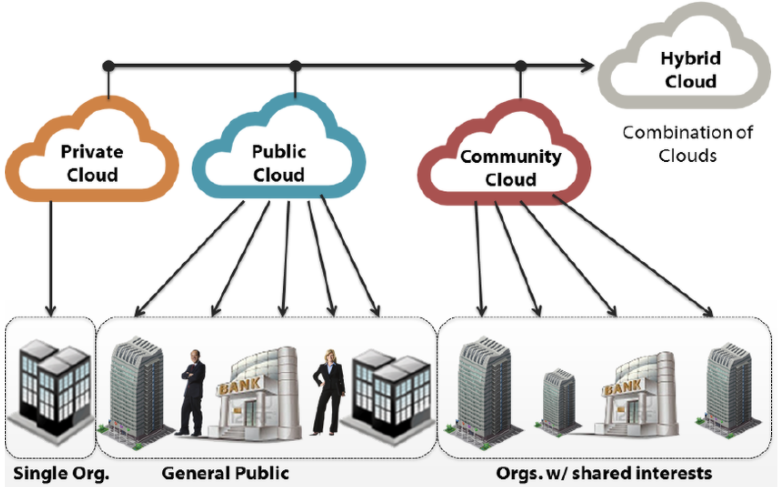 Hybrid
Cloud
Combination of
Clouds
Private
Cloud
Public
Cloud
Community
Cloud
BANK
BANK
Single Org.
General Public
Orgs. w/ shared interests